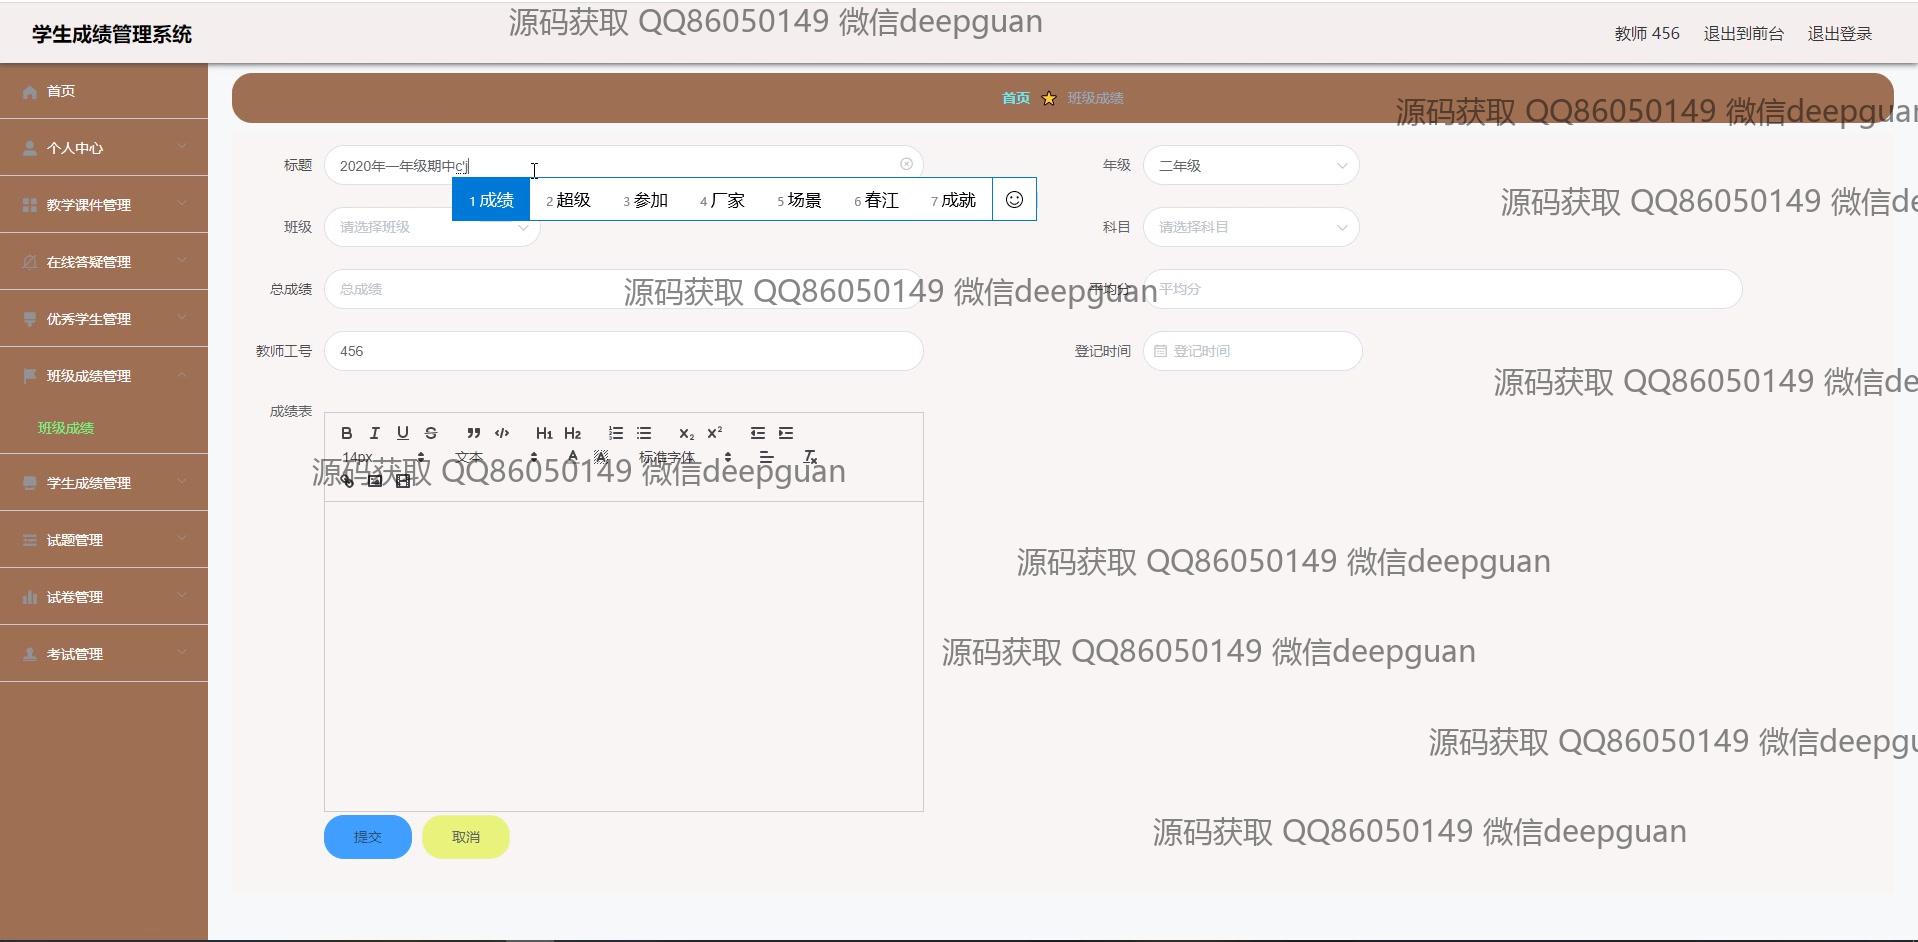 学生成绩管理系统
源码获取 QQ86050149 微信deepguan
教师 456 退出到前台 退出登录
首页
个人中心
教学课件管理
在线答疑管理
优秀学生管理
班级成绩管理
班级成绩
学生成绩管理
试题管理
试卷管理
考试管理
首页 班级成绩
源码获取 QQ86050149 微信deepguan
标题 2020年一年级期中c'j
年级 二年级
1 成绩 2 超级 3 参加 4 厂家 5 场景 6 春江 7 成就
源码获取 QQ86050149 微信de
班级 请选择班级
科目 请选择科目
总成绩 总成绩
源码获取 QQ86050149 微信deepguan
平均分 平均分
教师工号 456
登记时间 登记时间
源码获取 QQ86050149 微信de
成绩表
B I U S H1 H2 X2 X2
14px 文本 A A 标准字体 Tx
源码获取 QQ86050149 微信deepguan
源码获取 QQ86050149 微信deepguan
源码获取 QQ86050149 微信deepguan
源码获取 QQ86050149 微信deepgu
源码获取 QQ86050149 微信deepguan
提交 取消